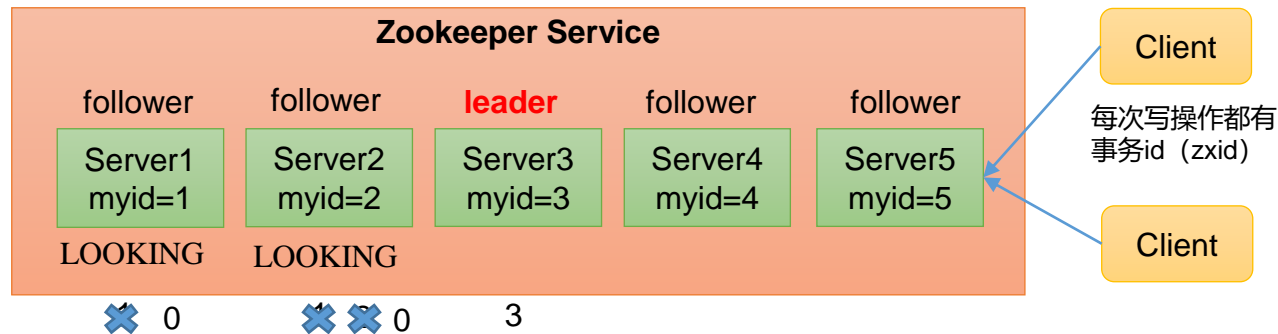 Zookeeper Service
follower
follower
leader
follower
follower
Server1
myid=1
Server2
myid=2
Server3
myid=3
Server4
myid=4
Server5
myid=5
LOOKING
LOOKING
0
0
3
Client
每次写操作都有
事务id（zxid）
Client